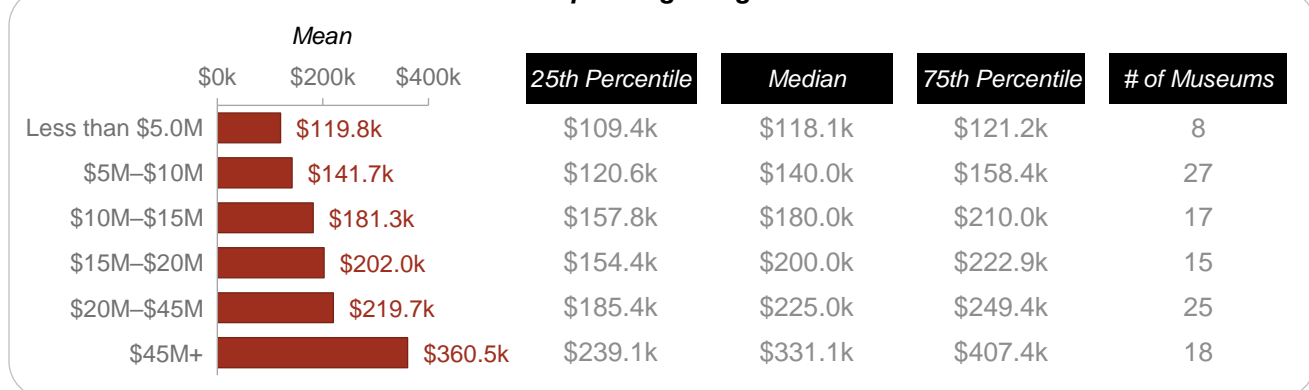 Mean
$0k $200k $400k 25th Percentile Median 75th Percentile # of Museums
Less than $5.0M $119.8k $109.4k $118.1k $121.2k 8
$5M–$10M $141.7k $120.6k $140.0k $158.4k 27
$10M–$15M $181.3k $157.8k $180.0k $210.0k 17
$15M–$20M $202.0k $154.4k $200.0k $222.9k 15
$20M–$45M $219.7k $185.4k $225.0k $249.4k 25
$45M+ $360.5k $239.1k $331.1k $407.4k 18